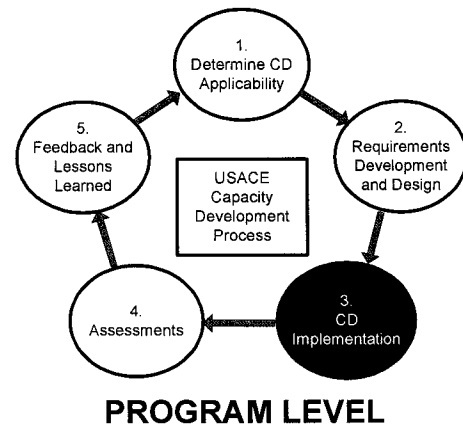 1.
Determine CD
Applicability
2.
Requirements
Development
and Design
3.
CD
Implementation
4.
Assessments
5.
Feedback and
Lessons
Learned
USACE
Capacity
Development
Process
PROGRAM LEVEL